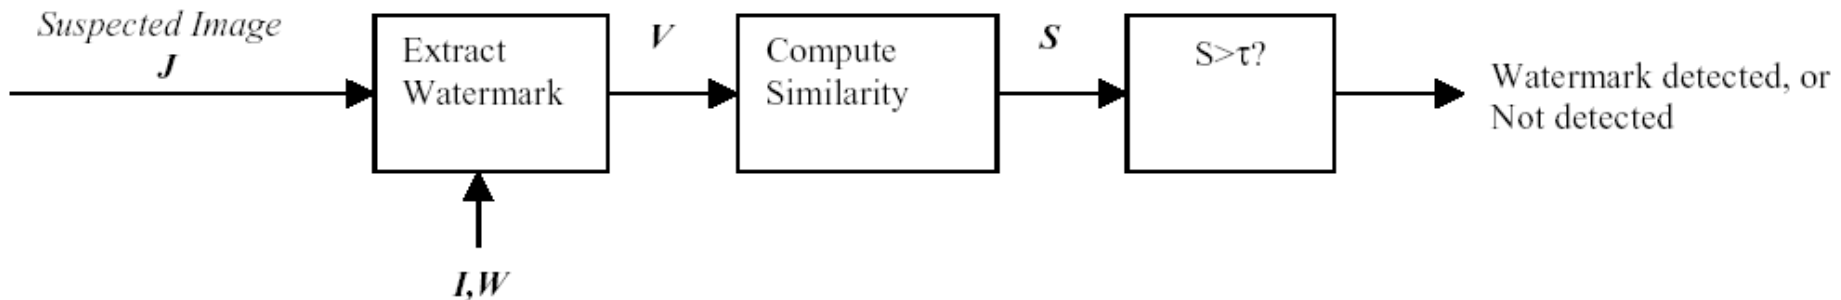 Suspected Image
J
Extract
Watermark
V
Compute
Similarity
S
S>τ?
Watermark detected, or
Not detected
I,W